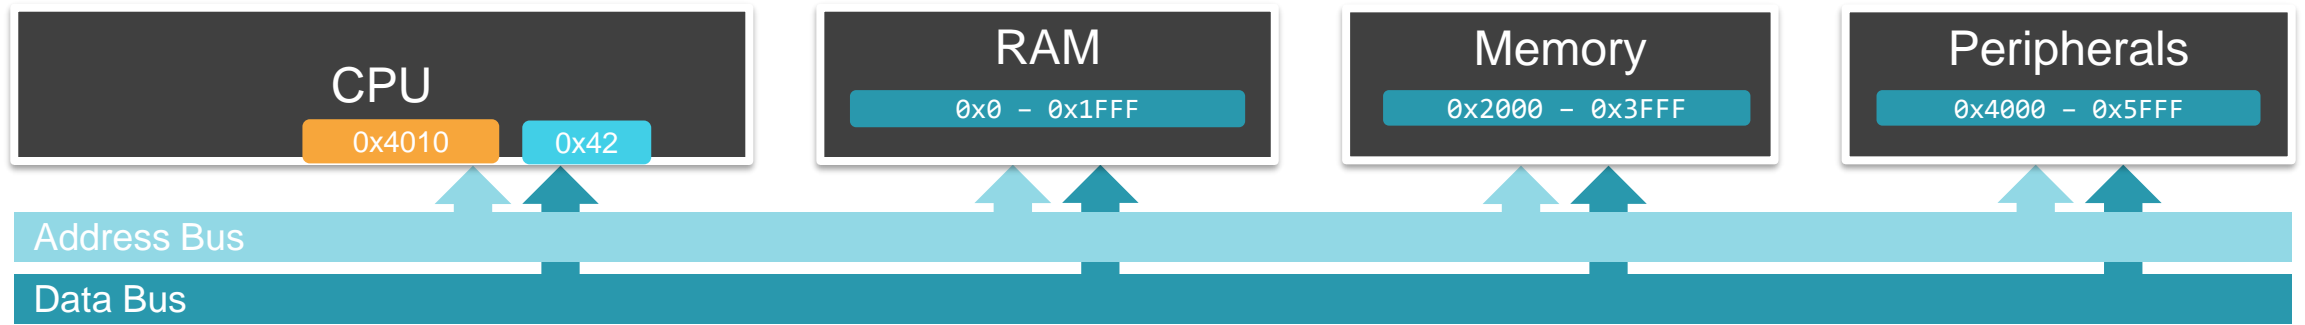 CPU
0x4010
0x42
RAM
0x0 – 0x1FFF
Memory
0x2000 – 0x3FFF
Peripherals
0x4000 – 0x5FFF
Address Bus
Data Bus